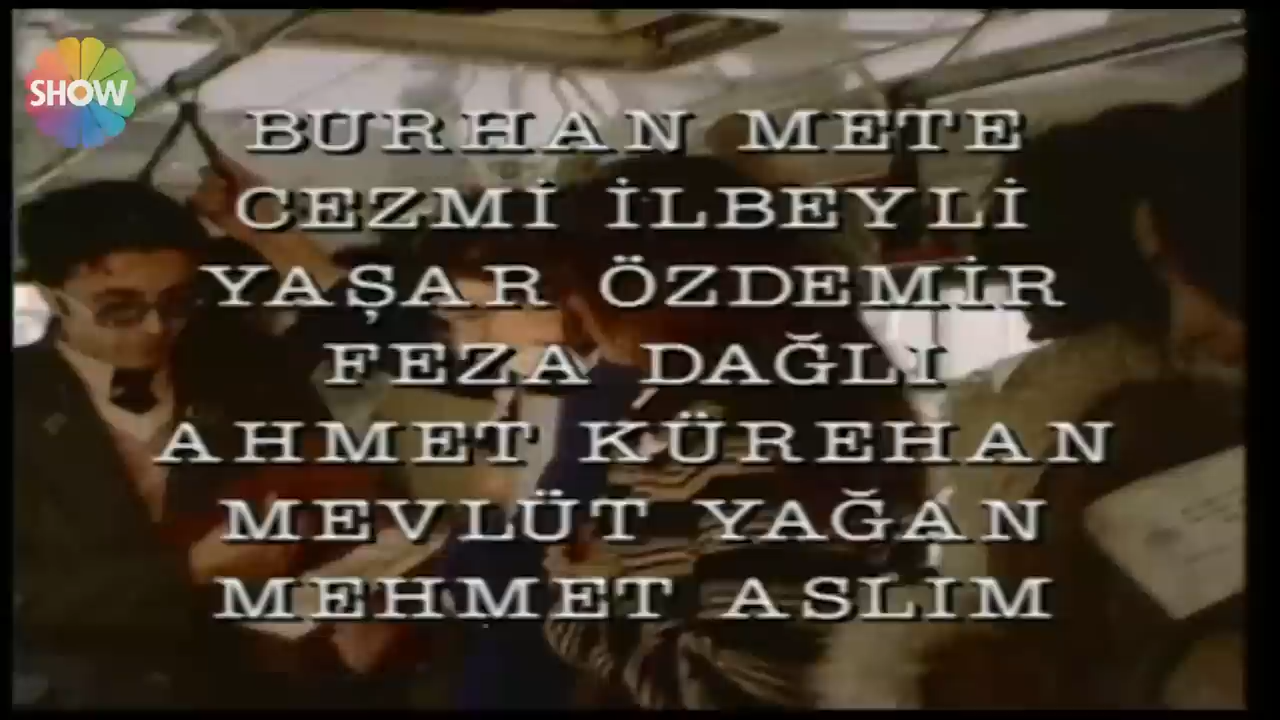 SHOW
BURHAN METE
CEZMİ İLBEYLİ
YAŞAR ÖZDEMİR
FEZA DAĞLI
AHMET KÜREHAN
MEVLÜT YAĞAN
MEHMET ASLIM